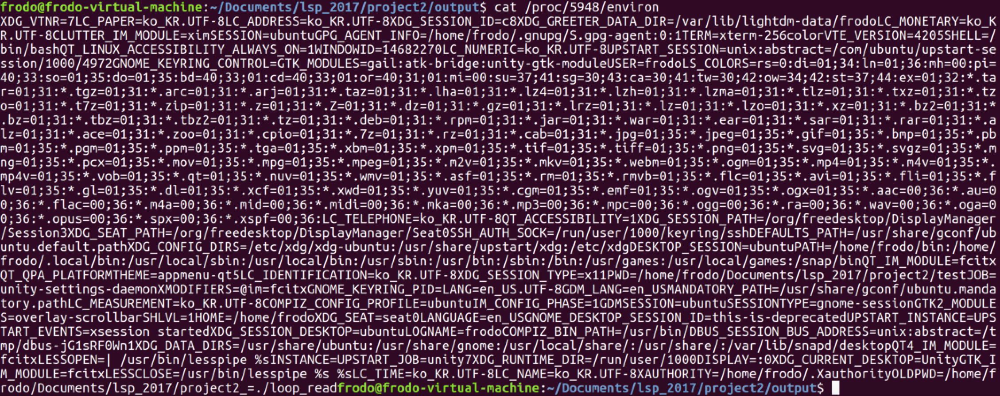 frodo@frodo-virtual-machine:~/Documents/lsp_2017/project2/output$ cat /proc/5948/environ
XDG_VTNR=7LC_PAPER=ko_KR.UTF-8LC_ADDRESS=ko_KR.UTF-8XDG_SESSION_ID=c8XDG_GREETER_DATA_DIR=/var/lib/lightdm-data/frodoLC_MONETARY=ko_K
R.UTF-8CLUTTER_IM_MODULE=ximSESSION=ubuntuGPG_AGENT_INFO=/home/frodo/.gnupg/S.gpg-agent:0:1TERM=xterm-256colorVTE_VERSION=4205SHELL=/
bin/bashQT_LINUX_ACCESSIBILITY_ALWAYS_ON=1WINDOWID=14682270LC_NUMERIC=ko_KR.UTF-8UPSTART_SESSION=unix:abstract=/com/ubuntu/upstart-se
ssion/1000/4972GNOME_KEYRING_CONTROL=GTK_MODULES=gail:atk-bridge:unity-gtk-moduleUSER=frodoLS_COLORS=rs=0:di=01;34:ln=01;36:mh=00:pi=
40;33:so=01;35:do=01;35:bd=40;33;01:cd=40;33;01:or=40;31;01:mi=00:su=37;41:sg=30;43:ca=30;41:tw=30;42:ow=34;42:st=37;44:ex=01;32:*.ta
r=01;31:*.tgz=01;31:*.arc=01;31:*.arj=01;31:*.taz=01;31:*.lha=01;31:*.lz4=01;31:*.lzh=01;31:*.lzma=01;31:*.tlz=01;31:*.txz=01;31:*.tz
o=01;31:*.t7z=01;31:*.zip=01;31:*.z=01;31:*.Z=01;31:*.dz=01;31:*.gz=01;31:*.lrz=01;31:*.lz=01;31:*.lzo=01;31:*.xz=01;31:*.bz2=01;31:*
.bz=01;31:*.tbz=01;31:*.tbz2=01;31:*.tz=01;31:*.deb=01;31:*.rpm=01;31:*.jar=01;31:*.war=01;31:*.ear=01;31:*.sar=01;31:*.rar=01;31:*.a
lz=01;31:*.ace=01;31:*.zoo=01;31:*.cpio=01;31:*.7z=01;31:*.rz=01;31:*.cab=01;31:*.jpg=01;35:*.jpeg=01;35:*.gif=01;35:*.bmp=01;35:*.pb
m=01;35:*.pgm=01;35:*.ppm=01;35:*.tga=01;35:*.xbm=01;35:*.xpm=01;35:*.tif=01;35:*.tiff=01;35:*.png=01;35:*.svg=01;35:*.svgz=01;35:*.m
ng=01;35:*.pcx=01;35:*.mov=01;35:*.mpg=01;35:*.mpeg=01;35:*.m2v=01;35:*.mkv=01;35:*.webm=01;35:*.ogm=01;35:*.mp4=01;35:*.m4v=01;35:*.
mp4v=01;35:*.vob=01;35:*.qt=01;35:*.nuv=01;35:*.wmv=01;35:*.asf=01;35:*.rm=01;35:*.rmvb=01;35:*.flc=01;35:*.avi=01;35:*.fli=01;35:*.f
lv=01;35:*.gl=01;35:*.dl=01;35:*.xcf=01;35:*.xwd=01;35:*.yuv=01;35:*.cgm=01;35:*.emf=01;35:*.ogv=01;35:*.ogx=01;35:*.aac=00;36:*.au=0
0;36:*.flac=00;36:*.m4a=00;36:*.mid=00;36:*.midi=00;36:*.mka=00;36:*.mp3=00;36:*.mpc=00;36:*.ogg=00;36:*.ra=00;36:*.wav=00;36:*.oga=0
0;36:*.opus=00;36:*.spx=00;36:*.xspf=00;36:LC_TELEPHONE=ko_KR.UTF-8QT_ACCESSIBILITY=1XDG_SESSION_PATH=/org/freedesktop/DisplayManager
/Session3XDG_SEAT_PATH=/org/freedesktop/DisplayManager/Seat0SSH_AUTH_SOCK=/run/user/1000/keyring/sshDEFAULTS_PATH=/usr/share/gconf/ub
untu.default.pathXDG_CONFIG_DIRS=/etc/xdg/xdg-ubuntu:/usr/share/upstart/xdg:/etc/xdgDESKTOP_SESSION=ubuntuPATH=/home/frodo/bin:/home/
frodo/.local/bin:/usr/local/sbin:/usr/local/bin:/usr/sbin:/usr/bin:/sbin:/bin:/usr/games:/usr/local/games:/snap/binQT_IM_MODULE=fcitx
QT_QPA_PLATFORMTHEME=appmenu-qt5LC_IDENTIFICATION=ko_KR.UTF-8XDG_SESSION_TYPE=x11PWD=/home/frodo/Documents/lsp_2017/project2/testJOB=
unity-settings-daemonXMODIFIERS=@im=fcitxGNOME_KEYRING_PID=LANG=en_US.UTF-8GDM_LANG=en_USMANDATORY_PATH=/usr/share/gconf/ubuntu.manda
tory.pathLC_MEASUREMENT=ko_KR.UTF-8COMPIZ_CONFIG_PROFILE=ubuntuIM_CONFIG_PHASE=1GDMSESSION=ubuntuSESSIONTYPE=gnome-sessionGTK2_MODULE
S=overlay-scrollbarSHLVL=1HOME=/home/frodoXDG_SEAT=seat0LANGUAGE=en_USGNOME_DESKTOP_SESSION_ID=this-is-deprecatedUPSTART_INSTANCE=UPS
TART_EVENTS=xsession startedXDG_SESSION_DESKTOP=ubuntuLOGNAME=frodoCOMPIZ_BIN_PATH=/usr/bin/DBUS_SESSION_BUS_ADDRESS=unix:abstract=/t
mp/dbus-jG1sRF0Wn1XDG_DATA_DIRS=/usr/share/ubuntu:/usr/share/gnome:/usr/local/share/:/usr/share/:/var/lib/snapd/desktopQT4_IM_MODULE=
fcitxLESSOPEN=| /usr/bin/lesspipe %sINSTANCE=UPSTART_JOB=unity7XDG_RUNTIME_DIR=/run/user/1000DISPLAY=:0XDG_CURRENT_DESKTOP=UnityGTK_I
M_MODULE=fcitxLESSCLOSE=/usr/bin/lesspipe %s %sLC_TIME=ko_KR.UTF-8LC_NAME=ko_KR.UTF-8XAUTHORITY=/home/frodo/.XauthorityOLDPWD=/home/f
rodo/Documents/lsp_2017/project2_=./loop_readfrodo@frodo-virtual-machine:~/Documents/lsp_2017/project2/output$